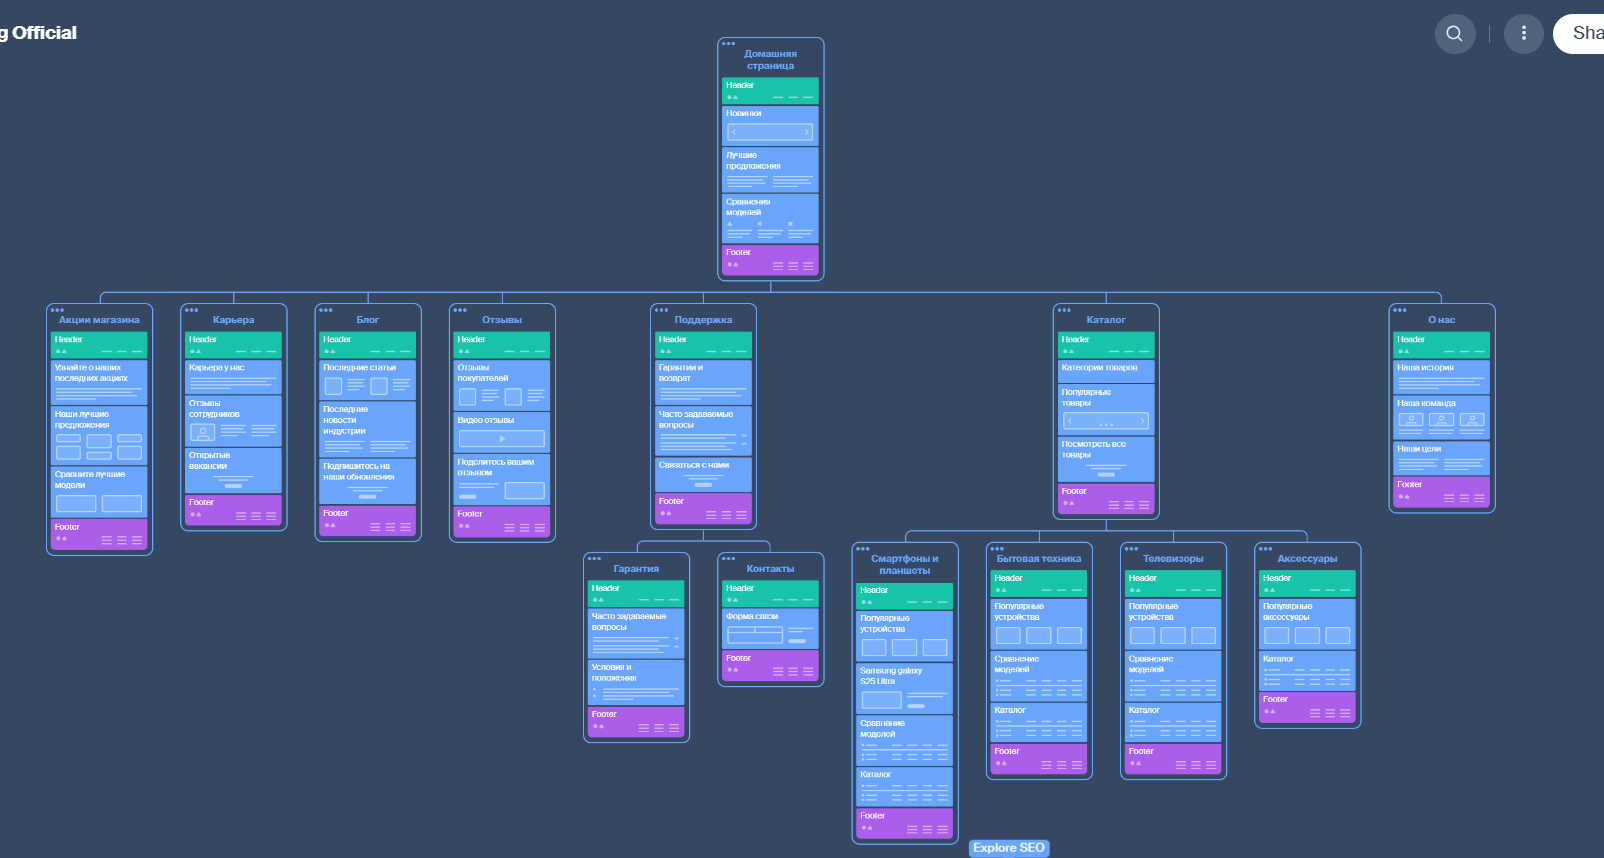 g Official
Sha
Домашняя
страница
Header
Новинки
Лучшие
предложения
Сравнения
моделей
Footer
Акции магазина
Header
Узнайте о наших
последних акциях
Наши лучшие
предложения
Сравните лучшие
модели
Footer
Карьера
Header
Карьера у нас
Отзывы
сотрудников
Открытые
вакансии
Footer
Блог
Header
Последние статьи
Последние
новости
индустрии
Подпишитесь на
наши обновления
Footer
Отзывы
Header
Отзывы
покупателей
Видео отзывы
Поделитесь вашим
отзывом
Footer
Поддержка
Header
Гарантии и
возврат
Часто задаваемые
вопросы
Связаться с нами
Footer
Каталог
Header
Категории товаров
Популярные
товары
Посмотреть все
товары
Footer
О нас
Header
Наша история
Наша команда
Наши цели
Footer
Гарантия
Header
Часто задаваемые
вопросы
Условия и
положения
Footer
Контакты
Header
Форма связи
Footer
Смартфоны и
планшеты
Header
Популярные
устройства
Samsung galaxy
S25 Ultra
Сравнение
моделей
Каталог
Footer
Бытовая техника
Header
Популярные
устройства
Сравнение
моделей
Каталог
Footer
Телевизоры
Header
Популярные
устройства
Сравнение
моделей
Каталог
Footer
Аксессуары
Header
Популярные
аксессуары
Каталог
Footer
Explore SEO